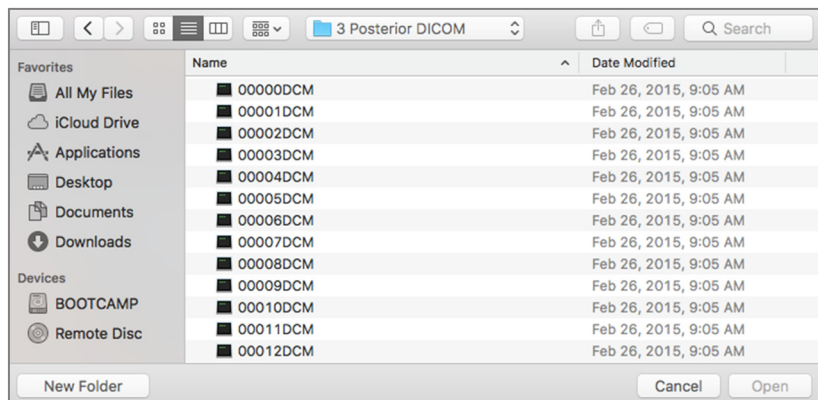 3 Posterior DICOM
Search
Favorites
All My Files
iCloud Drive
Applications
Desktop
Documents
Downloads
Devices
BOOTCAMP
Remote Disc
Name Date Modified
00000DCM Feb 26, 2015, 9:05 AM
00001DCM Feb 26, 2015, 9:05 AM
00002DCM Feb 26, 2015, 9:05 AM
00003DCM Feb 26, 2015, 9:05 AM
00004DCM Feb 26, 2015, 9:05 AM
00005DCM Feb 26, 2015, 9:05 AM
00006DCM Feb 26, 2015, 9:05 AM
00007DCM Feb 26, 2015, 9:05 AM
00008DCM Feb 26, 2015, 9:05 AM
00009DCM Feb 26, 2015, 9:05 AM
00010DCM Feb 26, 2015, 9:05 AM
00011DCM Feb 26, 2015, 9:05 AM
00012DCM Feb 26, 2015, 9:05 AM
New Folder
Cancel
Open